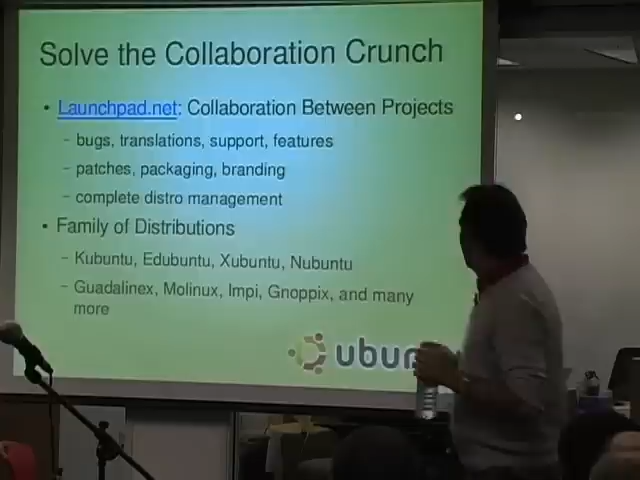 Solve the Collaboration Crunch
• Launchpad.net: Collaboration Between Projects
– bugs, translations, support, features
– patches, packaging, branding
– complete distro management
• Family of Distributions
– Kubuntu, Edubuntu, Xubuntu, Nubuntu
– Guadalinex, Molinux, Impi, Gnoppix, and many
more
ubun